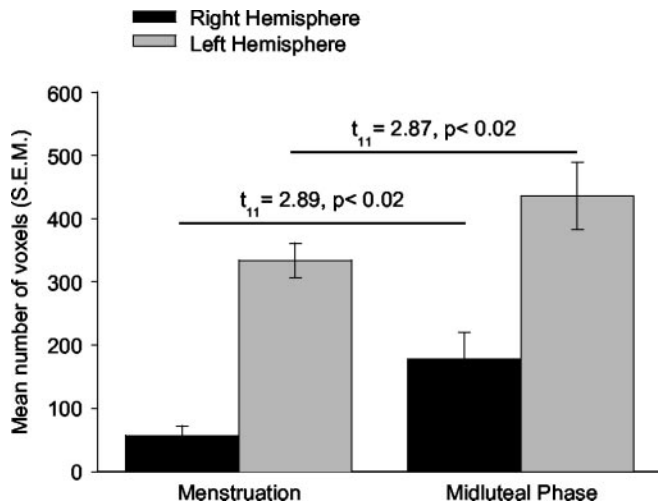 Right Hemisphere
Left Hemisphere
Mean number of voxels (S.E.M.)
600
500
400
300
200
100
0
t11= 2.87, p< 0.02
t11= 2.89, p< 0.02
Menstruation Midluteal Phase